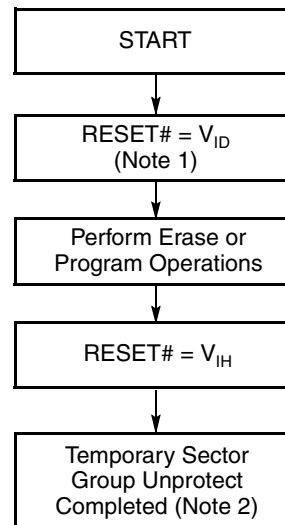 START
RESET# = VID
(Note 1)
Perform Erase or
Program Operations
RESET# = VIH
Temporary Sector
Group Unprotect
Completed (Note 2)